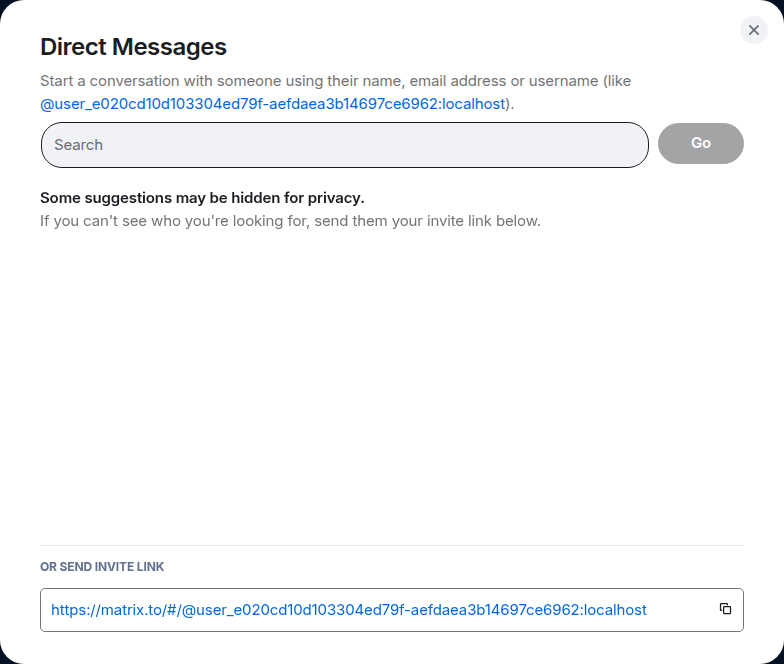 Direct Messages
Start a conversation with someone using their name, email address or username (like
@user_e020cd10d103304ed79f-aefdaea3b14697ce6962:localhost).
Search
Go
Some suggestions may be hidden for privacy.
If you can't see who you're looking for, send them your invite link below.
OR SEND INVITE LINK
https://matrix.to/#/@user_e020cd10d103304ed79f-aefdaea3b14697ce6962:localhost